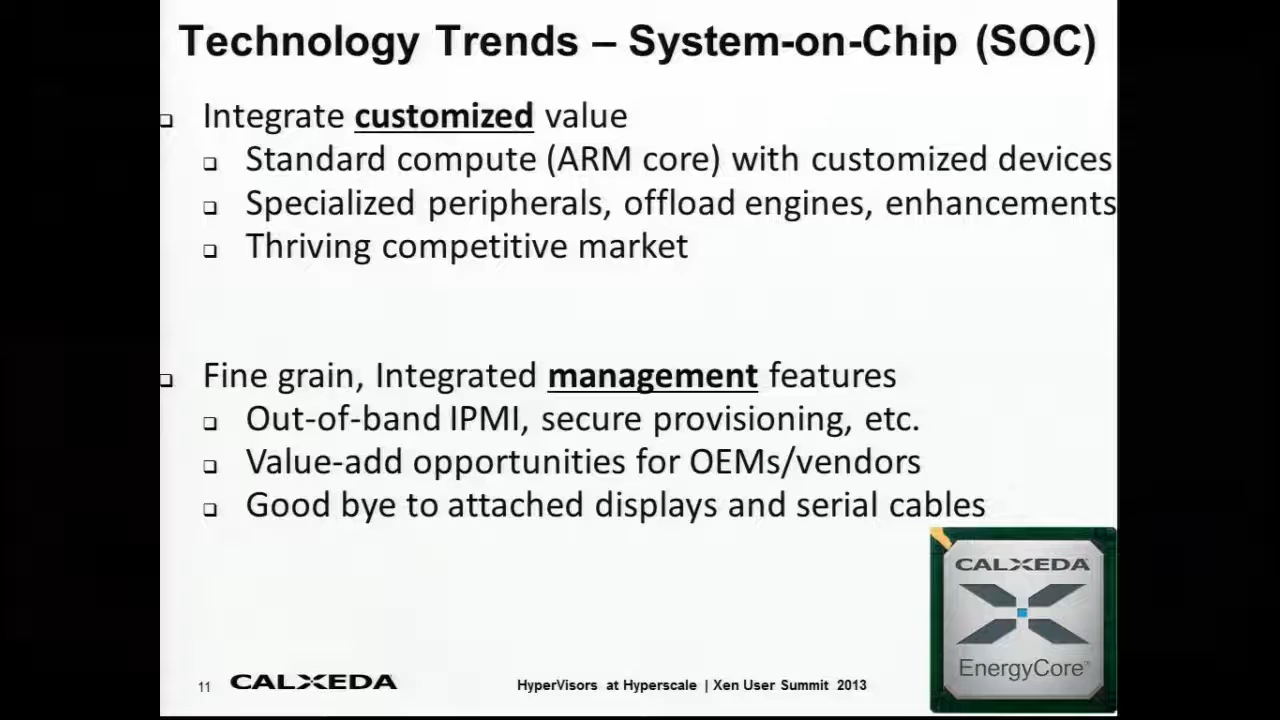 Technology Trends – System-on-Chip (SOC)
Integrate customized value
Standard compute (ARM core) with customized devices
Specialized peripherals, offload engines, enhancements
Thriving competitive market
Fine grain, Integrated management features
Out-of-band IPMI, secure provisioning, etc.
Value-add opportunities for OEMs/vendors
Good bye to attached displays and serial cables
CALXEDA
EnergyCore™
11 CALXEDA HyperVisors at Hyperscale | Xen User Summit 2013